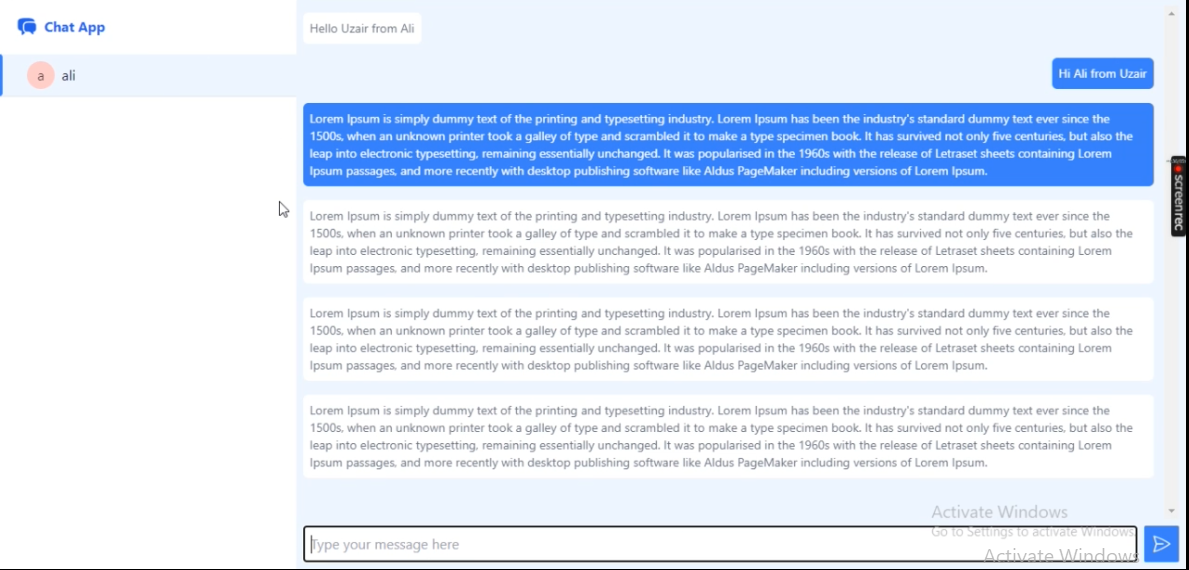 Chat App
a ali
Hello Uzair from Ali
Hi Ali from Uzair
Lorem Ipsum is simply dummy text of the printing and typesetting industry. Lorem Ipsum has been the industry's standard dummy text ever since the
1500s, when an unknown printer took a galley of type and scrambled it to make a type specimen book. It has survived not only five centuries, but also the
leap into electronic typesetting, remaining essentially unchanged. It was popularised in the 1960s with the release of Letraset sheets containing Lorem
Ipsum passages, and more recently with desktop publishing software like Aldus PageMaker including versions of Lorem Ipsum.
Lorem Ipsum is simply dummy text of the printing and typesetting industry. Lorem Ipsum has been the industry's standard dummy text ever since the
1500s, when an unknown printer took a galley of type and scrambled it to make a type specimen book. It has survived not only five centuries, but also the
leap into electronic typesetting, remaining essentially unchanged. It was popularised in the 1960s with the release of Letraset sheets containing Lorem
Ipsum passages, and more recently with desktop publishing software like Aldus PageMaker including versions of Lorem Ipsum.
Lorem Ipsum is simply dummy text of the printing and typesetting industry. Lorem Ipsum has been the industry's standard dummy text ever since the
1500s, when an unknown printer took a galley of type and scrambled it to make a type specimen book. It has survived not only five centuries, but also the
leap into electronic typesetting, remaining essentially unchanged. It was popularised in the 1960s with the release of Letraset sheets containing Lorem
Ipsum passages, and more recently with desktop publishing software like Aldus PageMaker including versions of Lorem Ipsum.
Lorem Ipsum is simply dummy text of the printing and typesetting industry. Lorem Ipsum has been the industry's standard dummy text ever since the
1500s, when an unknown printer took a galley of type and scrambled it to make a type specimen book. It has survived not only five centuries, but also the
leap into electronic typesetting, remaining essentially unchanged. It was popularised in the 1960s with the release of Letraset sheets containing Lorem
Ipsum passages, and more recently with desktop publishing software like Aldus PageMaker including versions of Lorem Ipsum.
screenrec
Activate Windows
Go to Settings to activate Windows.
Type your message here
Activate Windows